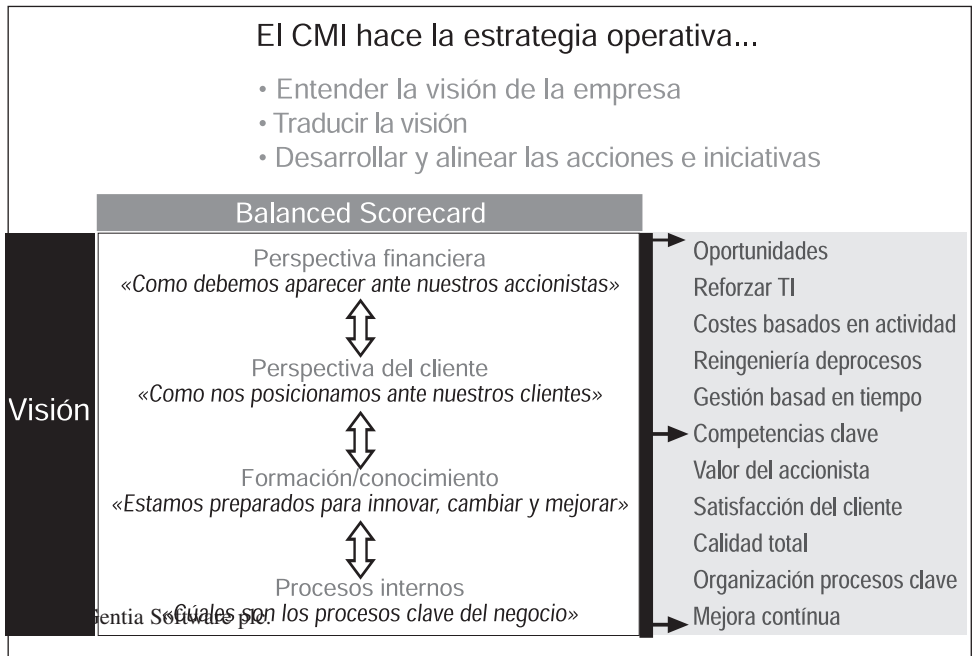 El CMI hace la estrategia operativa...
• Entender la visión de la empresa
• Traducir la visión
• Desarrollar y alinear las acciones e iniciativas
Balanced Scorecard
Visión
Perspectiva financiera
«Como debemos aparecer ante nuestros accionistas»
Perspectiva del cliente
«Como nos posicionamos ante nuestros clientes»
Formación/conocimiento
«Estamos preparados para innovar, cambiar y mejorar»
Procesos internos
«Cúales son los procesos clave del negocio»
Software plc.
Oportunidades
Reforzar TI
Costes basados en actividad
Reingeniería deprocesos
Gestión basad en tiempo
Competencias clave
Valor del accionista
Satisfacción del cliente
Calidad total
Organización procesos clave
Mejora contínua